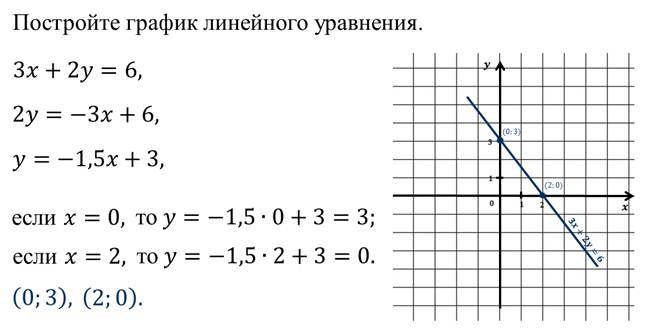 Постройте график линейного уравнения.
3x + 2y = 6,
2y = −3x + 6,
y = −1,5x + 3,
если x = 0, то y = −1,5 · 0 + 3 = 3;
если x = 2, то y = −1,5 · 2 + 3 = 0.
(0; 3), (2; 0).
y
(0; 3)
3
1
(2; 0)
0
1
2
x
3x + 2y = 6